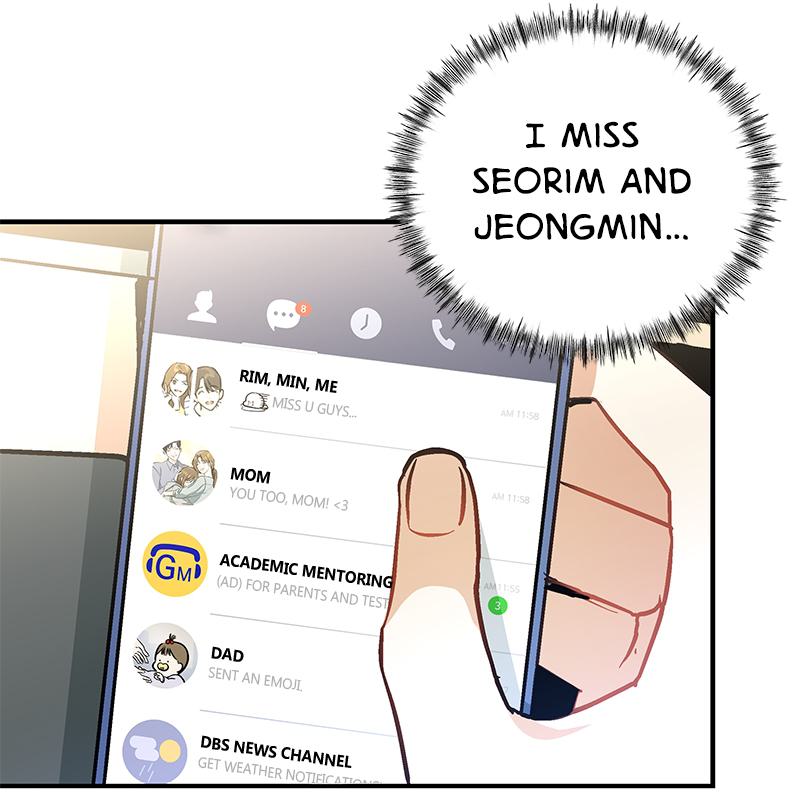 I MISS
SEORIM AND
JEONGMIN...
8
RIM, MIN, ME
MISS U GUYS...
AM 11:58
MOM
YOU TOO, MOM! <3
AM 11:58
GM
ACADEMIC MENTORING
(AD) FOR PARENTS AND TEST
AM 11:55
3
DAD
SENT AN EMOJI.
DBS NEWS CHANNEL
GET WEATHER NOTIFICATIONS!